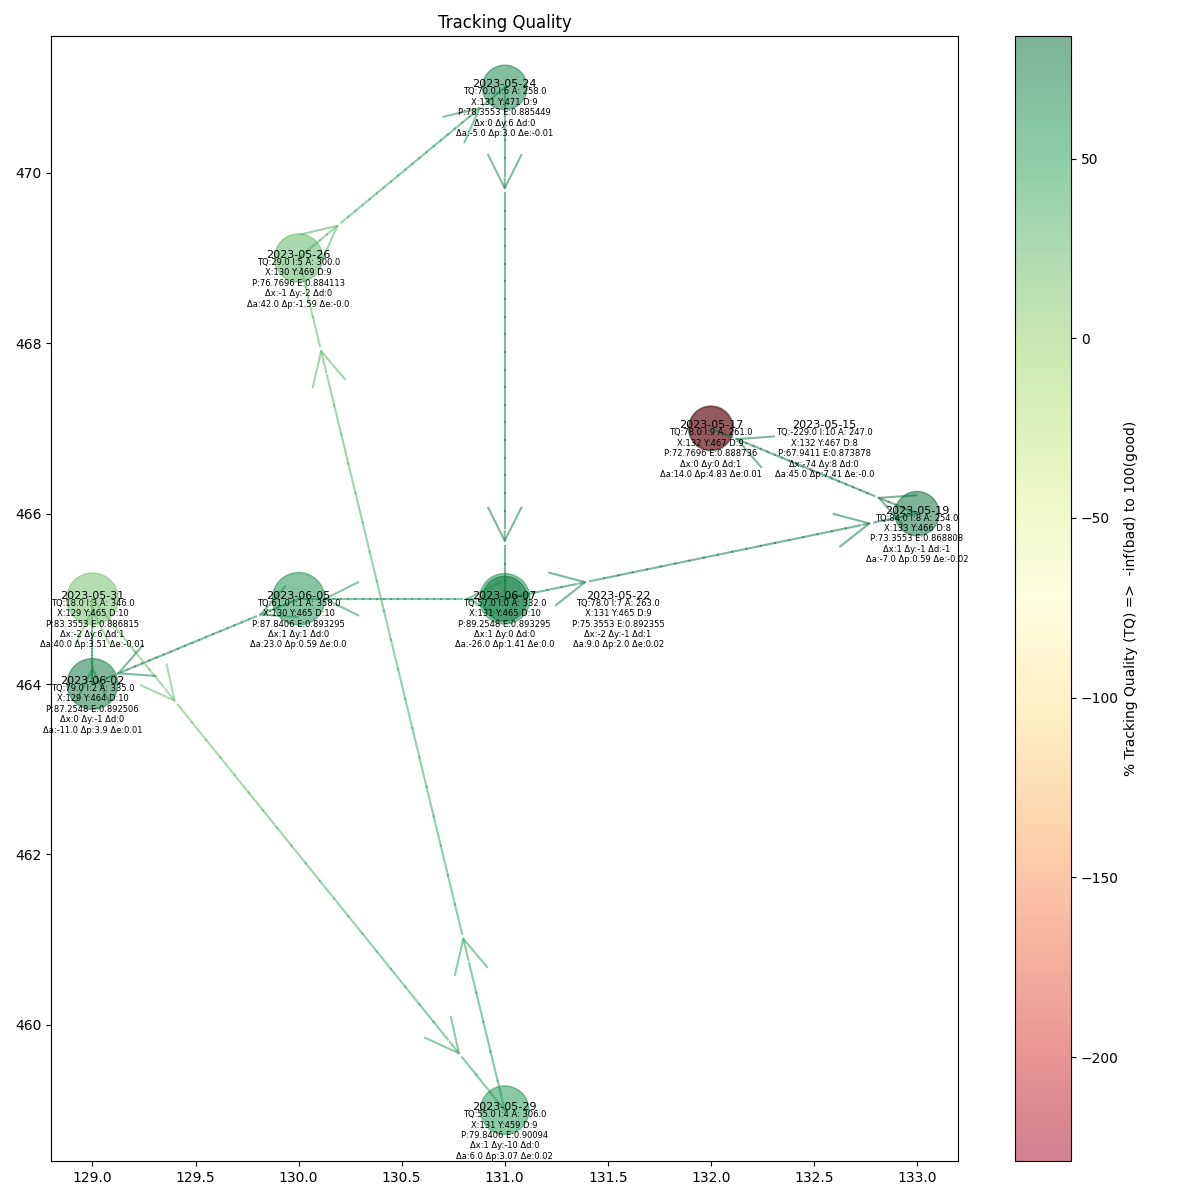 Tracking Quality
2023-05-24
TQ:70.0 I:6 A: 258.0
X:131 Y:471 D:9
P:78.3553 E:0.885449
Δx:0 Δy:6 Δd:0
Δa:-5.0 Δp:3.0 Δe:-0.01
470
2023-05-26
TQ:29.0 I:5 A: 300.0
X:130 Y:469 D:9
P:76.7696 E:0.884113
Δx:-1 Δy:-2 Δd:0
Δa:42.0 Δp:-1.59 Δe:-0.0
468
2023-05-17
TQ:76.0 I:9 A: 261.0
X:132 Y:467 D:9
P:72.7696 E:0.888736
Δx:0 Δy:0 Δd:1
Δa:14.0 Δp:4.83 Δe:0.01
2023-05-15
TQ:-229.0 I:10 A: 247.0
X:132 Y:467 D:8
P:67.9411 E:0.873878
Δx:-74 Δy:8 Δd:0
Δa:45.0 Δp:7.41 Δe:-0.0
466
2023-05-19
TQ:84.0 I:8 A: 254.0
X:133 Y:466 D:8
P:73.3553 E:0.868808
Δx:1 Δy:-1 Δd:-1
Δa:-7.0 Δp:0.59 Δe:-0.02
2023-05-31
TQ:18.0 I:3 A: 346.0
X:129 Y:465 D:10
P:83.3553 E:0.886815
Δx:-2 Δy:6 Δd:1
Δa:40.0 Δp:3.51 Δe:-0.01
2023-06-05
TQ:61.0 I:1 A: 358.0
X:130 Y:465 D:10
P:87.8406 E:0.893295
Δx:1 Δy:1 Δd:0
Δa:23.0 Δp:0.59 Δe:0.0
2023-06-07
TQ:57.0 I:0 A: 332.0
X:131 Y:465 D:10
P:89.2548 E:0.893295
Δx:1 Δy:0 Δd:0
Δa:-26.0 Δp:1.41 Δe:0.0
2023-05-22
TQ:78.0 I:7 A: 263.0
X:131 Y:465 D:9
P:75.3553 E:0.892355
Δx:-2 Δy:-1 Δd:1
Δa:9.0 Δp:2.0 Δe:0.02
464
2023-06-02
TQ:79.0 I:2 A: 335.0
X:129 Y:464 D:10
P:87.2548 E:0.892506
Δx:0 Δy:-1 Δd:0
Δa:-11.0 Δp:3.9 Δe:0.01
462
460
2023-05-29
TQ:55.0 I:4 A: 306.0
X:131 Y:459 D:9
P:79.8406 E:0.90094
Δx:1 Δy:-10 Δd:0
Δa:6.0 Δp:3.07 Δe:0.02
129.0
129.5
130.0
130.5
131.0
131.5
132.0
132.5
133.0
50
0
−50
−100
−150
−200
% Tracking Quality (TQ) => -inf(bad) to 100(good)